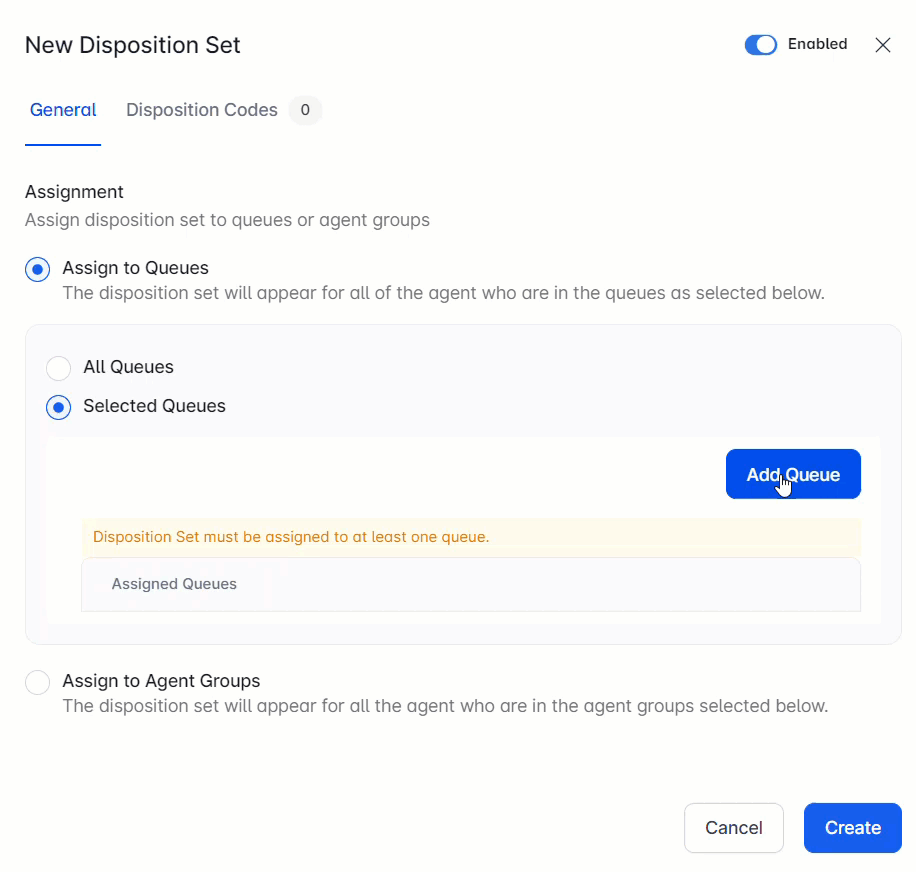 New Disposition Set
Enabled
General
Disposition Codes 0
Assignment
Assign disposition set to queues or agent groups
Assign to Queues
The disposition set will appear for all of the agent who are in the queues as selected below.
All Queues
Selected Queues
Add Queue
Disposition Set must be assigned to at least one queue.
Assigned Queues
Assign to Agent Groups
The disposition set will appear for all the agent who are in the agent groups selected below.
Cancel
Create